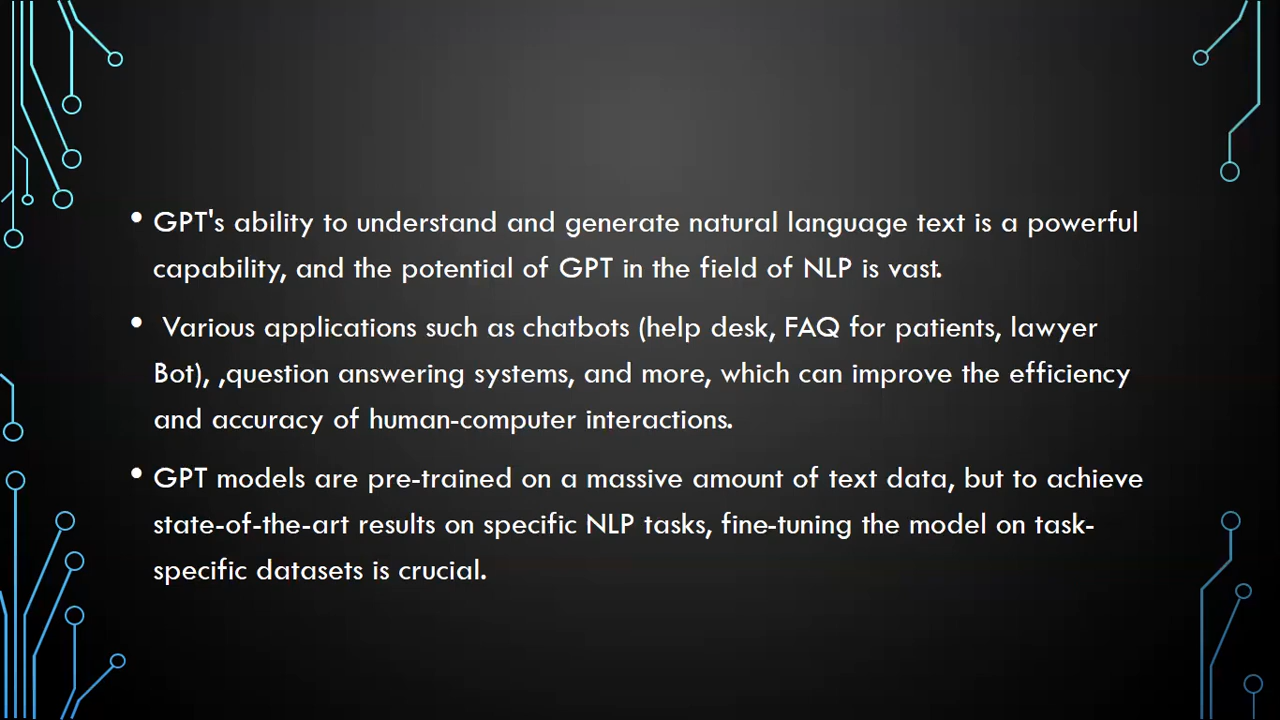 • GPT's ability to understand and generate natural language text is a powerful
capability, and the potential of GPT in the field of NLP is vast.
• Various applications such as chatbots (help desk, FAQ for patients, lawyer
Bot), ,question answering systems, and more, which can improve the efficiency
and accuracy of human-computer interactions.
• GPT models are pre-trained on a massive amount of text data, but to achieve
state-of-the-art results on specific NLP tasks, fine-tuning the model on task-
specific datasets is crucial.